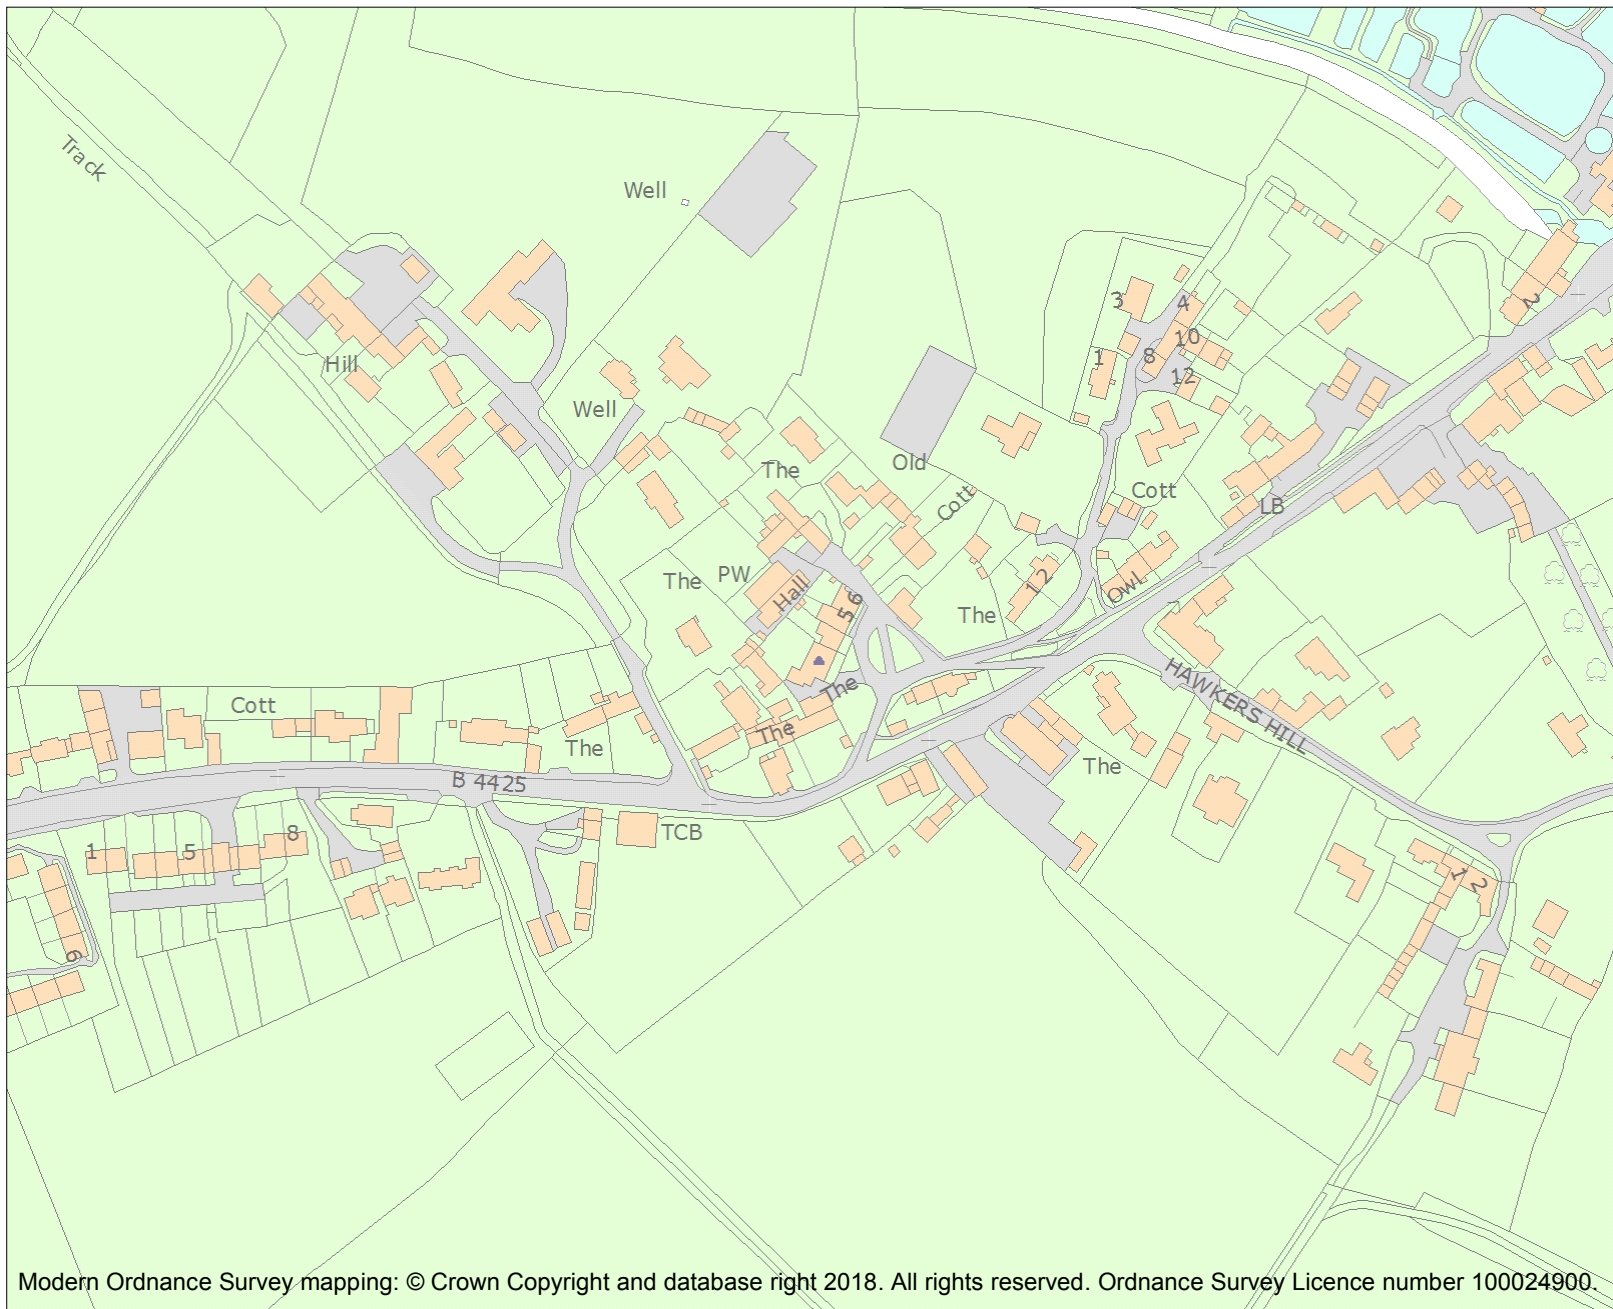 Track
Well
3
4
2
10
1
8
Hill
12
Well
The
Old
Cott
Cott
LB
The
PW
Hall
5 6
12
Owl
7
The
HAWKERS HILL
The
Cott
The
The
The
B 4425
TCB
1
5
8
1
2
6
Modern Ordnance Survey mapping: © Crown Copyright and database right 2018. All rights reserved. Ordnance Survey Licence number 100024900.